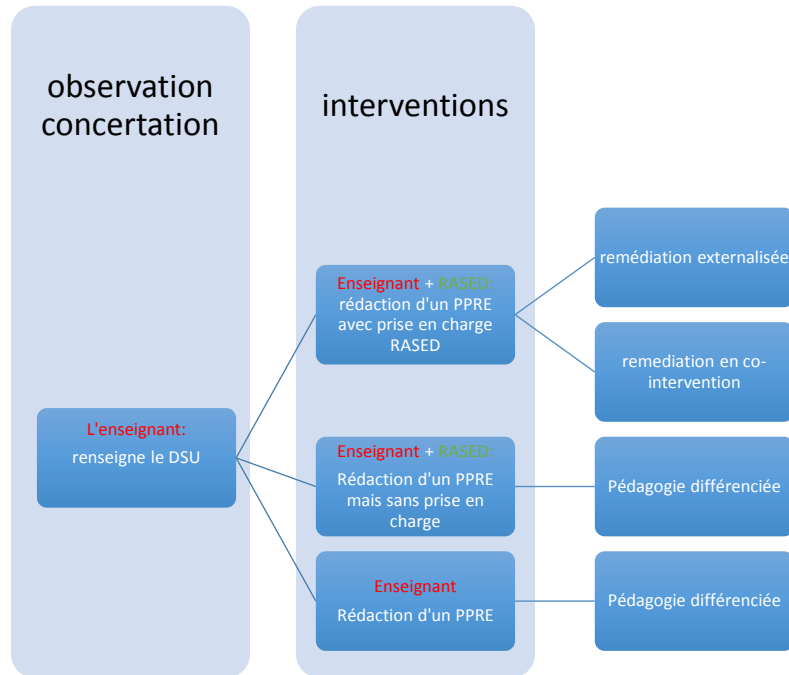 observation
concertation
interventions
L'enseignant:
renseigne le DSU
Enseignant + RASED:
rédaction d'un PPRE
avec prise en charge
RASED
Enseignant + RASED:
Rédaction d'un PPRE
mais sans prise en
charge
Enseignant
Rédaction d'un PPRE
remédiation externalisée
remediation en co-
intervention
Pédagogie différenciée
Pédagogie différenciée